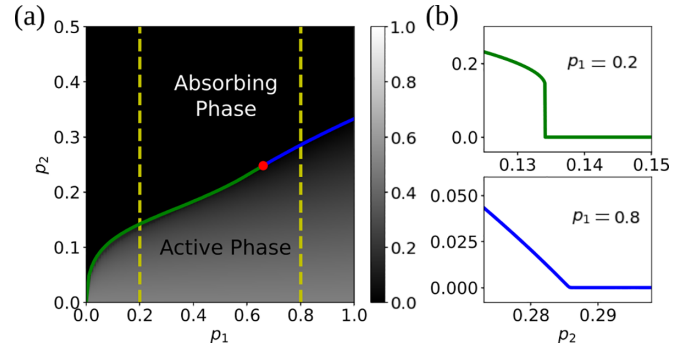 (a)
0.5
0.4
0.3
0.2
0.1
0.0
p2
Absorbing
Phase
Active Phase
0.0 0.2 0.4 0.6 0.8 1.0
p1
1.0
0.8
0.6
0.4
0.2
0.0
(b)
0.2
0.0
p1 = 0.2
0.13 0.14 0.15
0.050
0.025
0.000
p1 = 0.8
0.28 0.29
p2